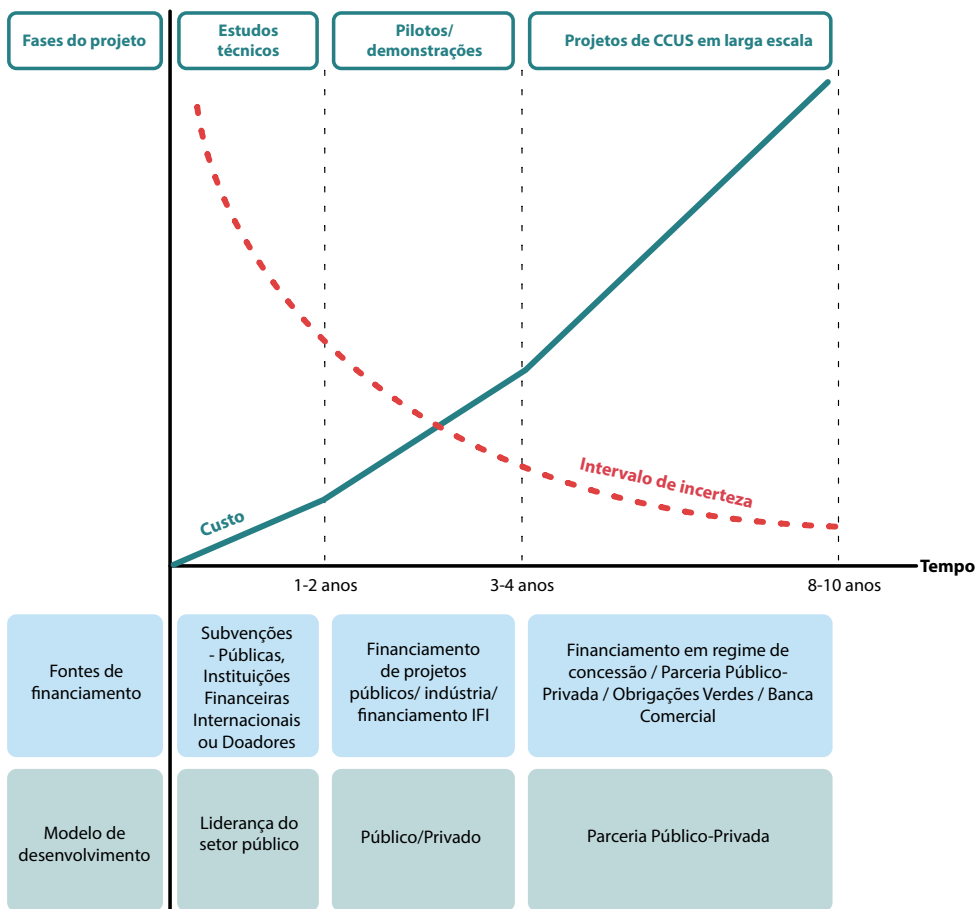 Fases do projeto
Estudos
técnicos
Pilotos/
demonstrações
Projetos de CCUS em larga escala
Custo
Intervalo de incerteza
Tempo
1-2 anos
3-4 anos
8-10 anos
Fontes de
financiamento
Subvenções
- Públicas,
Instituições
Financeiras
Internacionais
ou Doadores
Financiamento
de projetos
públicos/ indústria/
financiamento IFI
Financiamento em regime de
concessão / Parceria Público-
Privada / Obrigações Verdes / Banca
Comercial
Modelo de
desenvolvimento
Liderança do
setor público
Público/Privado
Parceria Público-Privada